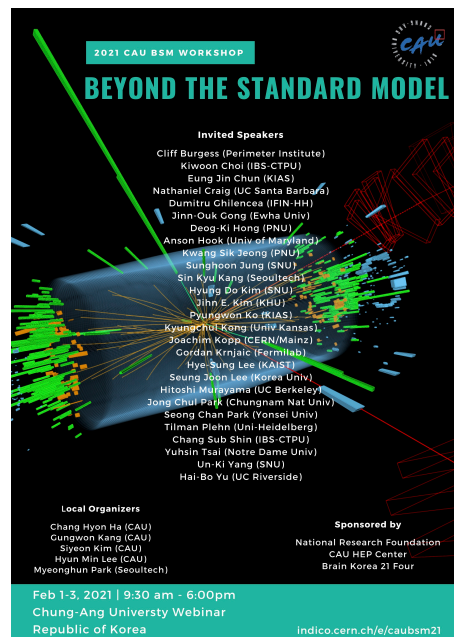 2021 CAU BSM WORKSHOP
CAU
BEYOND THE STANDARD MODEL
Invited Speakers
Cliff Burgess (Perimeter Institute)
Kiwoon Choi (IBS-CTPU)
Eung Jin Chun (KIAS)
Nathaniel Craig (UC Santa Barbara)
Dumitru Ghilencea (IFIN-HH)
Jinn-Ouk Gong (Ewha Univ)
Deog-Ki Hong (PNU)
Anson Hook (Univ of Maryland)
Kwang Sik Jeong (PNU)
Sunghoon Jung (SNU)
Sin Kyu Kang (Seoultech)
Hyung Do Kim (SNU)
Jihn E. Kim (KHU)
Pyungwon Ko (KIAS)
Kyungchul Kong (Univ Kansas)
Joachim Kopp (CERN/Mainz)
Gordan Krnjaic (Fermilab)
Hye-Sung Lee (KAIST)
Seung Joon Lee (Korea Univ)
Hitoshi Murayama (UC Berkeley)
Jong Chul Park (Chungnam Nat Univ)
Seong Chan Park (Yonsei Univ)
Tilman Plehn (Uni-Heidelberg)
Chang Sub Shin (IBS-CTPU)
Yuhsin Tsai (Notre Dame Univ)
Un-Ki Yang (SNU)
Hai-Bo Yu (UC Riverside)
Local Organizers
Chang Hyon Ha (CAU)
Gungwon Kang (CAU)
Siyeon Kim (CAU)
Hyun Min Lee (CAU)
Myeonghun Park (Seoultech)
Sponsored by
National Research Foundation
CAU HEP Center
Brain Korea 21 Four
Feb 1-3, 2021 | 9:30 am - 6:00pm
Chung-Ang Universty Webinar
Republic of Korea
indico.cern.ch/e/caubsm21